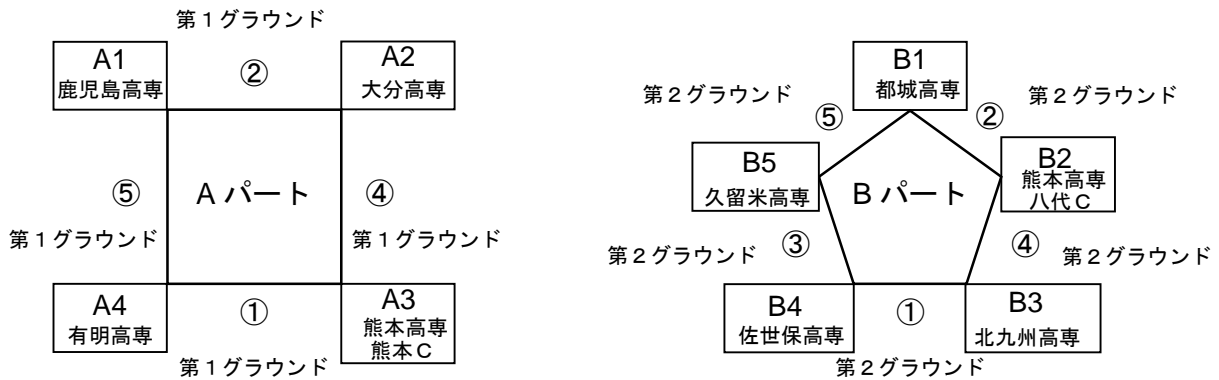 第１グラウンド
A1
鹿児島高専
②
A2
大分高専
⑤
A パート
④
第１グラウンド
第１グラウンド
A4
有明高専
①
A3
熊本高専
熊本Ｃ
第１グラウンド
B1
都城高専
第２グラウンド
第２グラウンド
⑤
②
B5
久留米高専
B2
熊本高専
八代Ｃ
B パート
③
④
第２グラウンド
第２グラウンド
B4
佐世保高専
①
B3
北九州高専
第２グラウンド